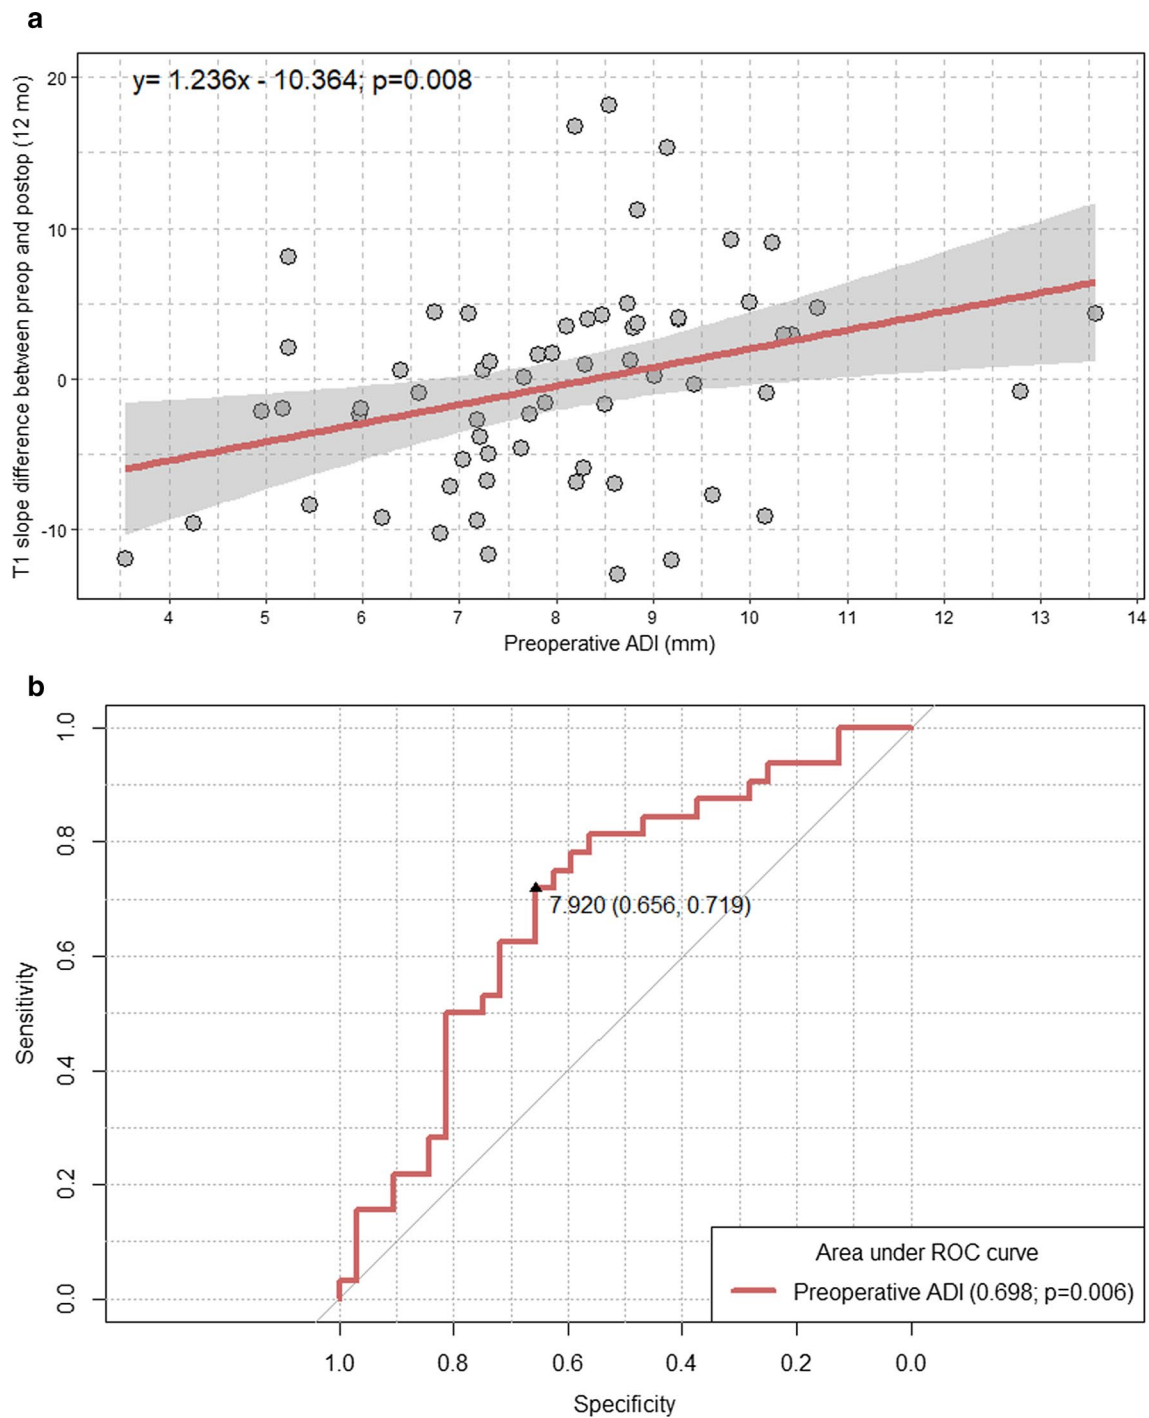 a
y= 1.236x - 10.364; p=0.008
T1 slope difference between preop and postop (12 mo)
20
10
0
-10
4 5 6 7 8 9 10 11 12 13 14
Preoperative ADI (mm)
b
Sensitivity
1.0
0.8
0.6
0.4
0.2
0.0
7.920 (0.656, 0.719)
Area under ROC curve
Preoperative ADI (0.698; p=0.006)
1.0 0.8 0.6 0.4 0.2 0.0
Specificity